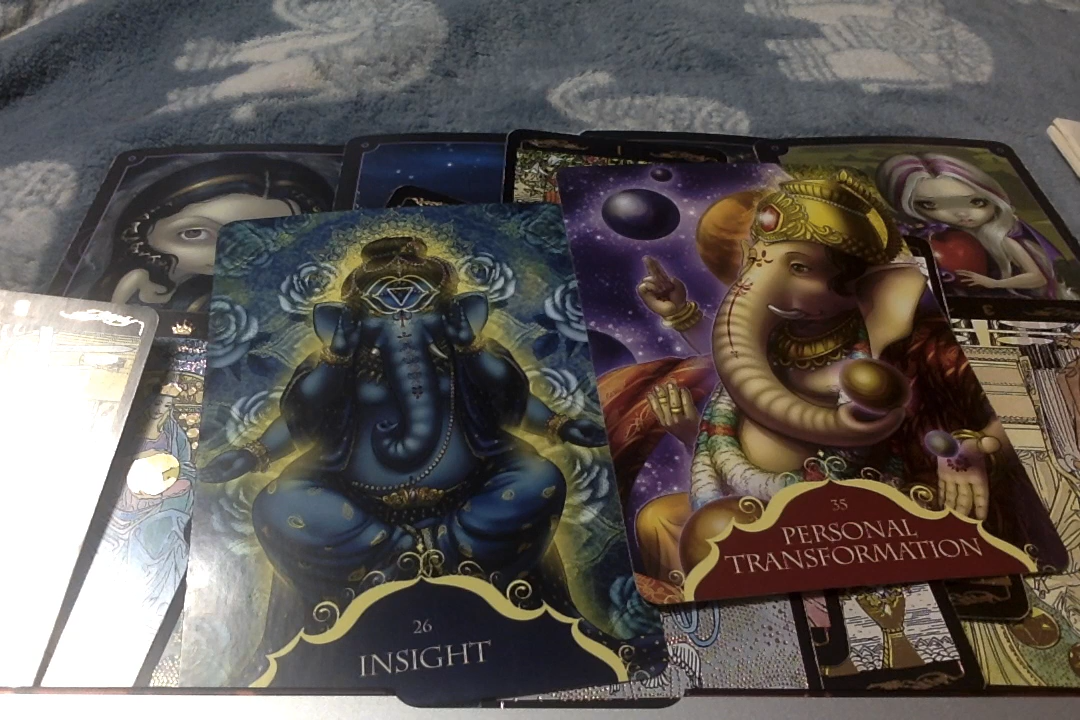 26
INSIGHT
35
PERSONAL
TRANSFORMATION